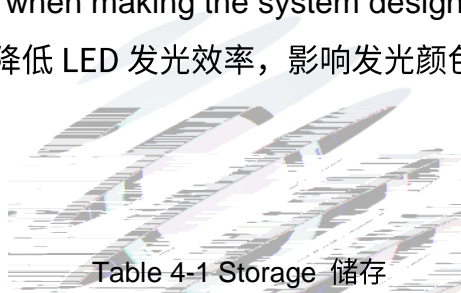 when making the system design
降低 LED 发光效率，影响发光颜色
Table 4-1 Storage 储存